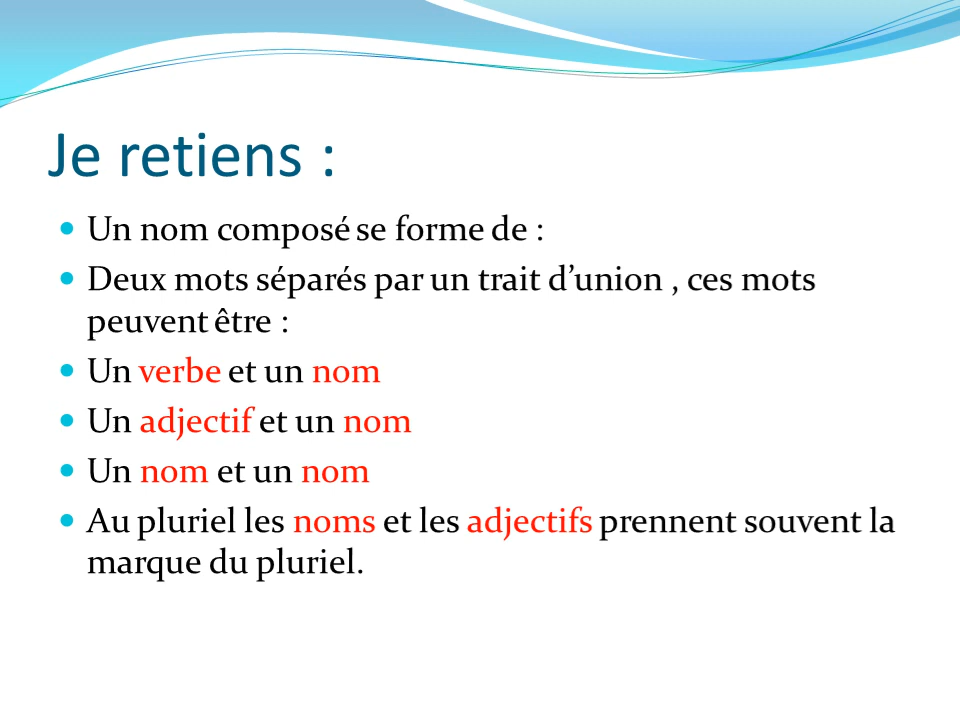 Je retiens :
Un nom composé se forme de :
Deux mots séparés par un trait d’union , ces mots
peuvent être :
Un verbe et un nom
Un adjectif et un nom
Un nom et un nom
Au pluriel les noms et les adjectifs prennent souvent la
marque du pluriel.